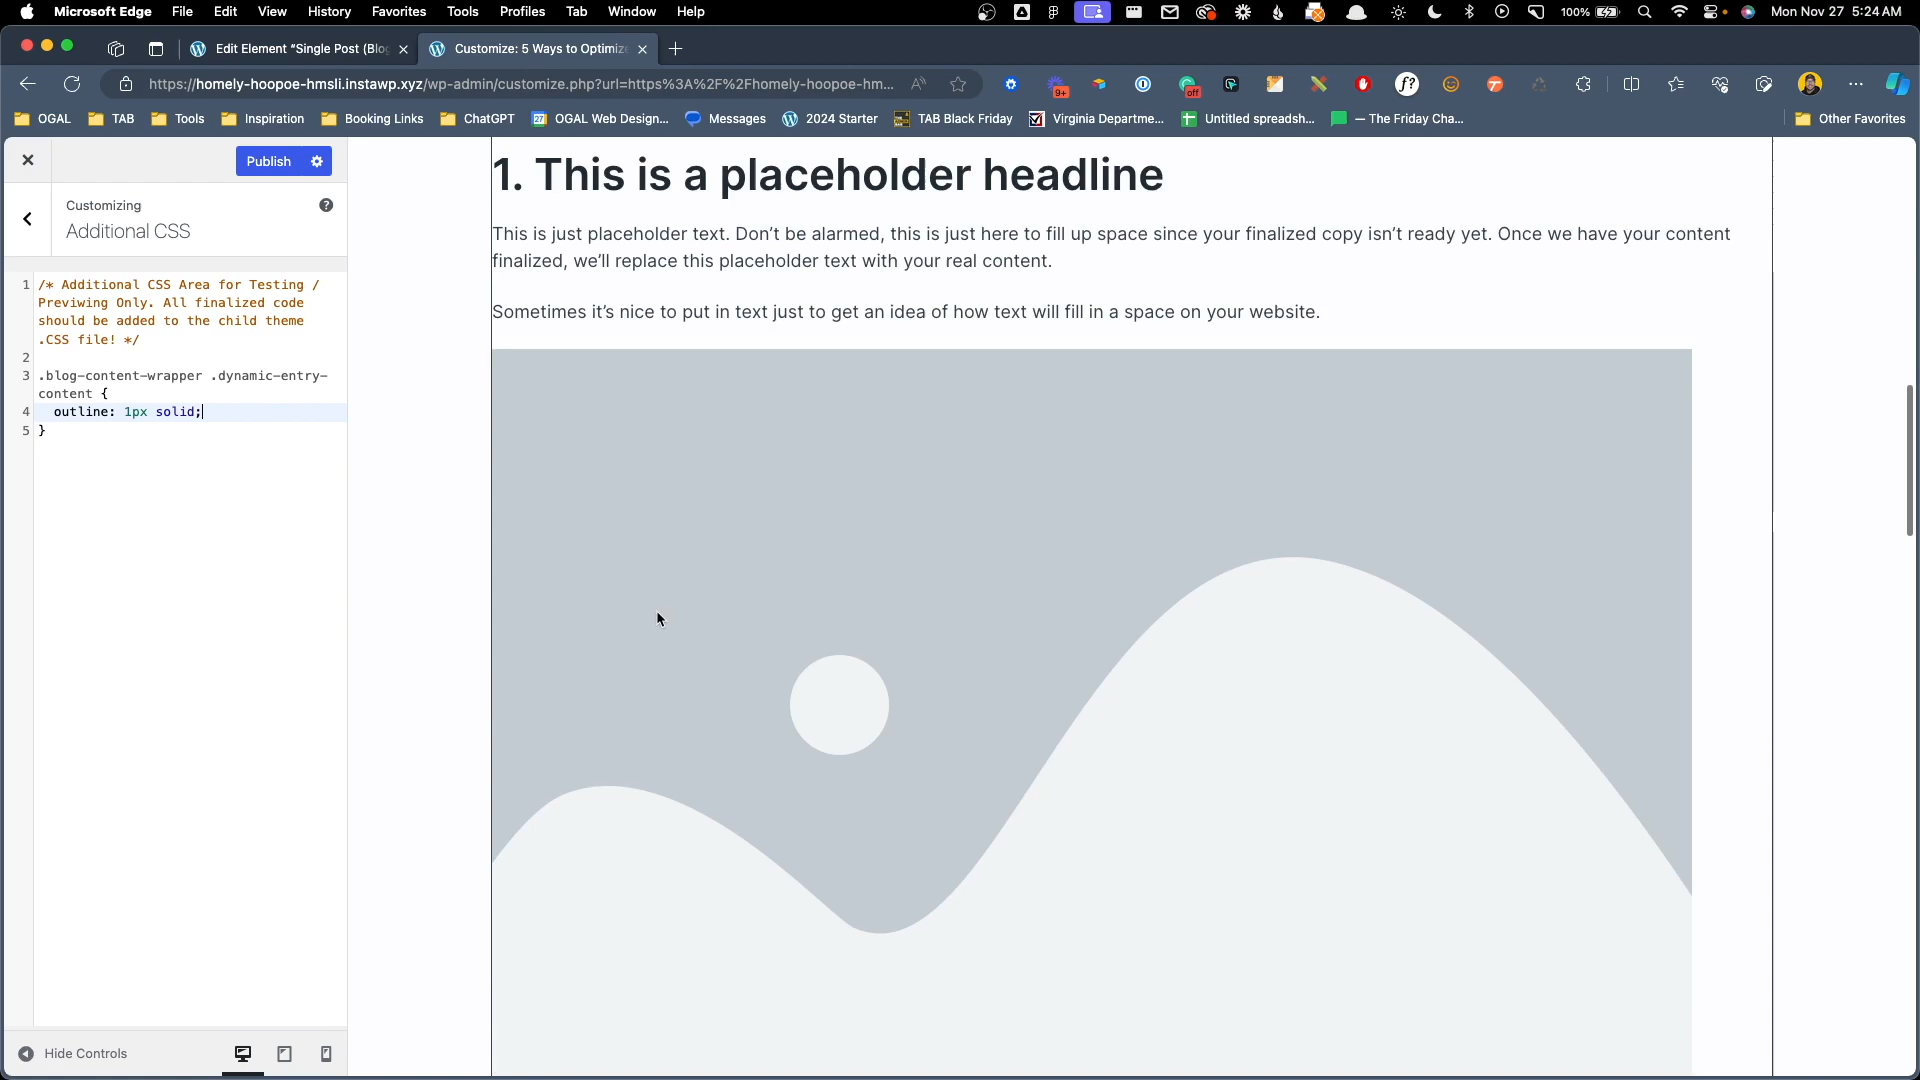 Microsoft Edge File Edit View History Favorites Tools Profiles Tab Window Help 100% Mon Nov 27 5:24 AM
Edit Element "Single Post (Blo Customize: 5 Ways to Optimize
https://homely-hoopoe-hmsli.instawp.xyz/wp-admin/customize.php?url=https%3A%2F%2Fhomely-hoopoe-hm... 9+ off f?
OGAL TAB Tools Inspiration Booking Links ChatGPT OGAL Web Design... Messages 2024 Starter TAB Black Friday Virginia Departme... Untitled spreadsh... — The Friday Cha... Other Favorites
Publish
Customizing
Additional CSS
1 /* Additional CSS Area for Testing /
Previwing Only. All finalized code
should be added to the child theme
.CSS file! */
2
3 .blog-content-wrapper .dynamic-entry-
content {
4 outline: 1px solid;
5 }
Hide Controls
1. This is a placeholder headline
This is just placeholder text. Don't be alarmed, this is just here to fill up space since your finalized copy isn't ready yet. Once we have your content
finalized, we'll replace this placeholder text with your real content.
Sometimes it's nice to put in text just to get an idea of how text will fill in a space on your website.